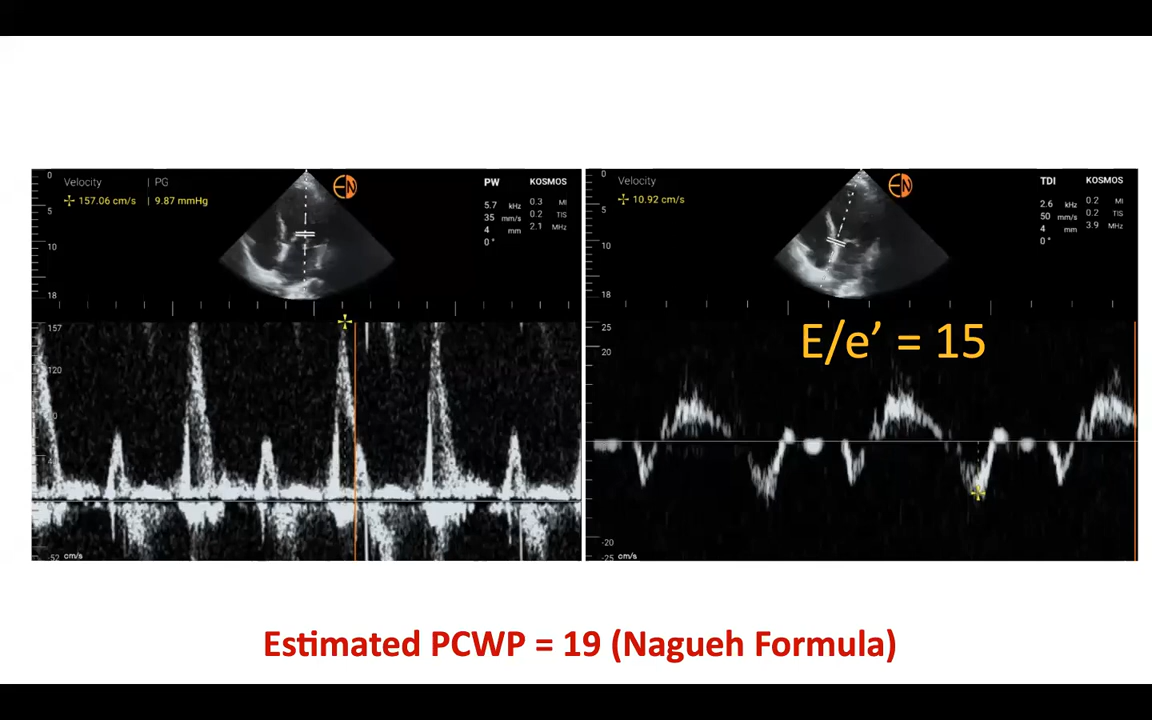 Velocity | PG
157.06 cm/s | 9.87 mmHg
EN
PW KOSMOS
5.7 kHz 0.3 MI
35 mm/s 0.2 TIS
4 mm 2.1 MHz
0°
0
5
10
18
157
120
-52 cm/s
Velocity
10.92 cm/s
EN
TDI KOSMOS
2.6 kHz 0.2 MI
50 mm/s 0.2 TIS
4 mm 3.9 MHz
0°
0
5
10
18
25
20
E/e’ = 15
-20
-25 cm/s
Estimated PCWP = 19 (Nagueh Formula)